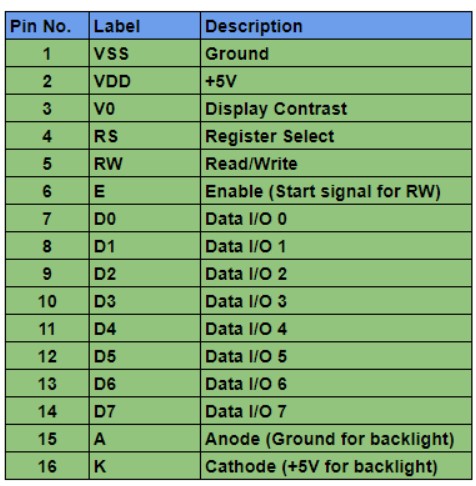 Pin No. Label Description
1 VSS Ground
2 VDD +5V
3 V0 Display Contrast
4 RS Register Select
5 RW Read/Write
6 E Enable (Start signal for RW)
7 D0 Data I/O 0
8 D1 Data I/O 1
9 D2 Data I/O 2
10 D3 Data I/O 3
11 D4 Data I/O 4
12 D5 Data I/O 5
13 D6 Data I/O 6
14 D7 Data I/O 7
15 A Anode (Ground for backlight)
16 K Cathode (+5V for backlight)